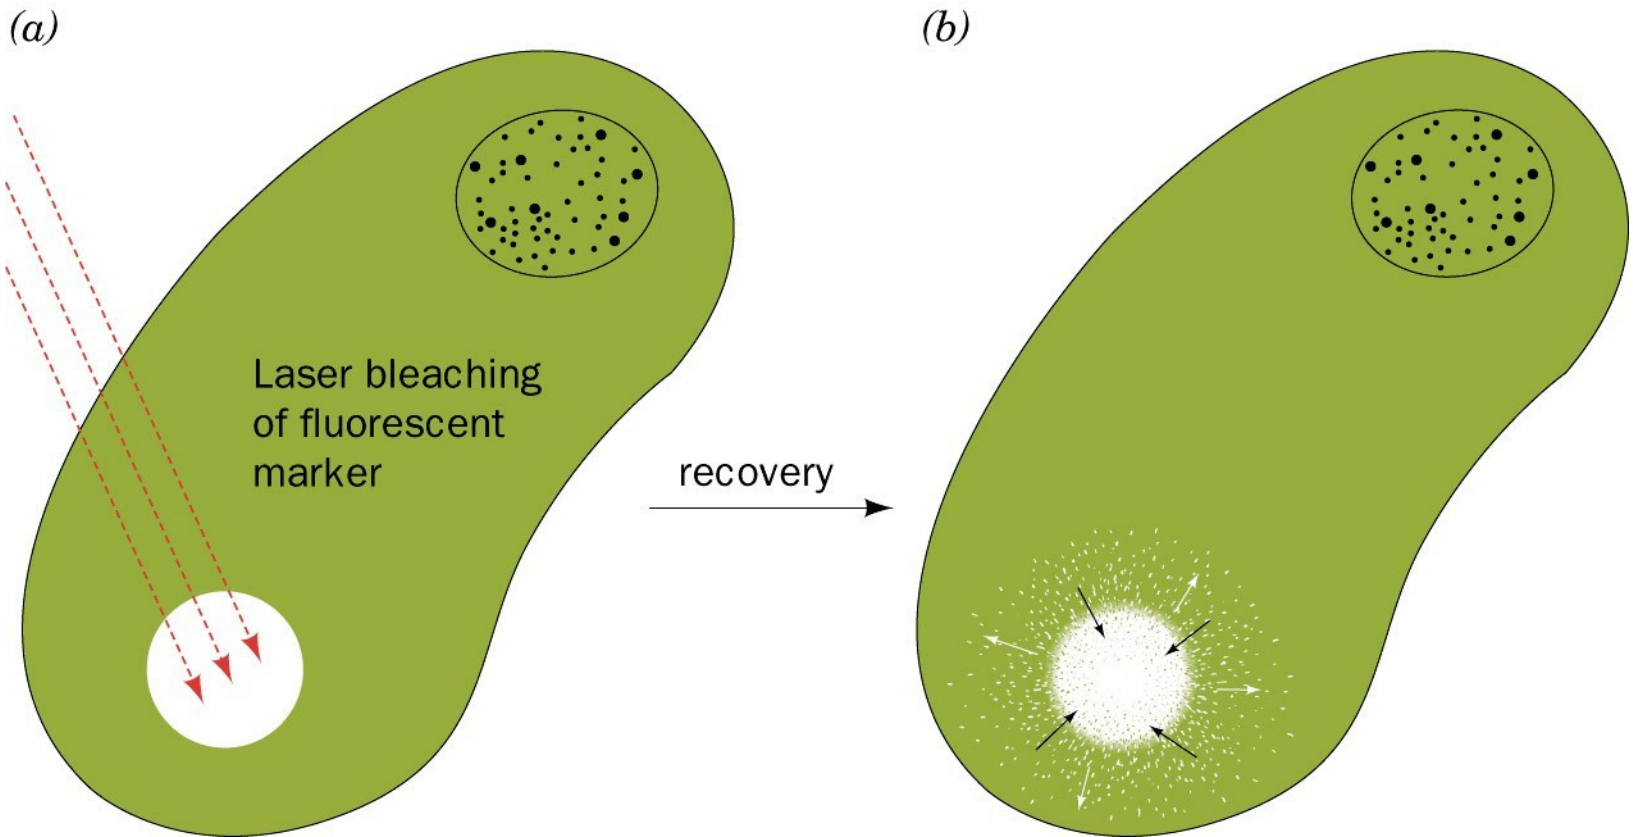 (a)
(b)
Laser bleaching
of fluorescent
marker
recovery